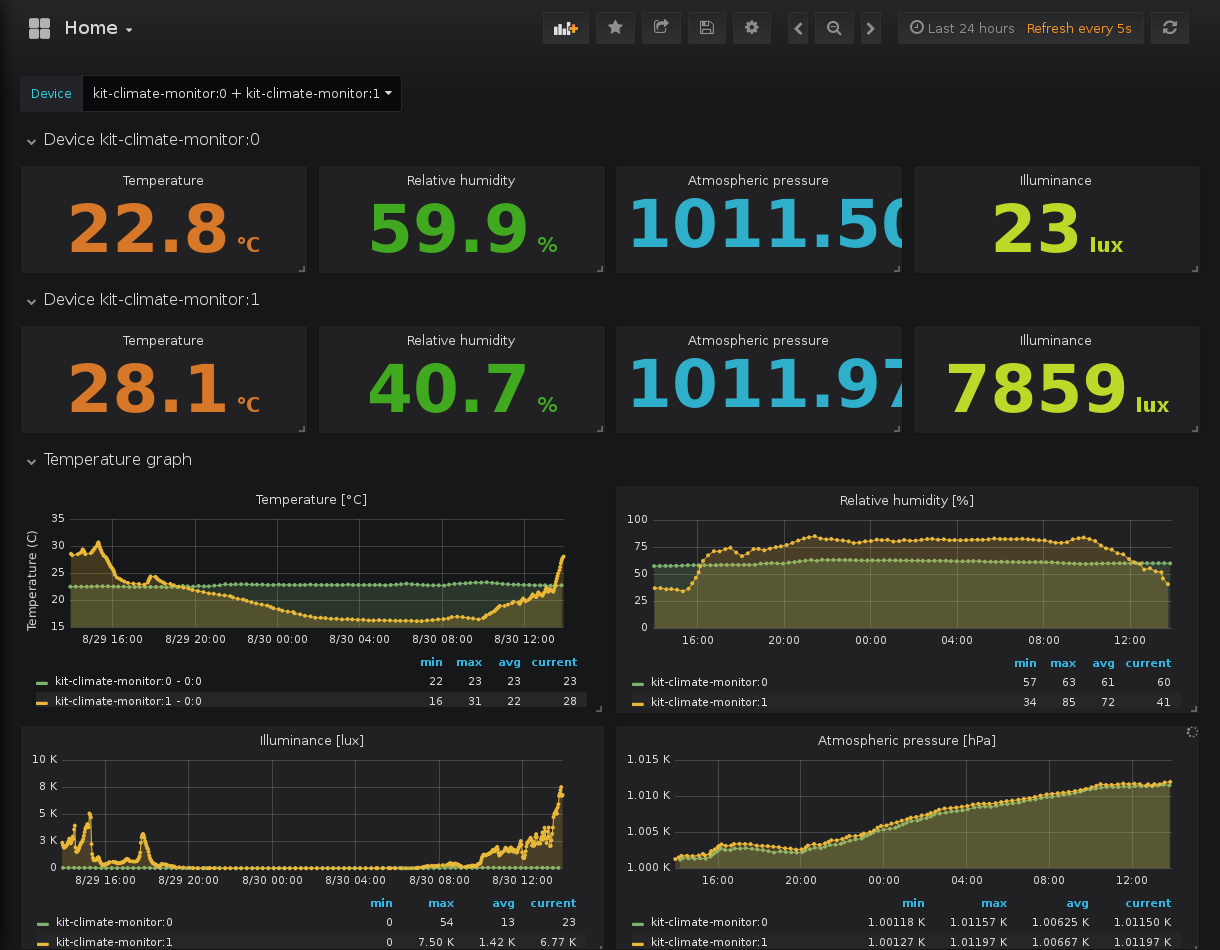 Home
Last 24 hours Refresh every 5s
Device kit-climate-monitor:0 + kit-climate-monitor:1
Device kit-climate-monitor:0
Temperature Relative humidity Atmospheric pressure Illuminance
22.8 °C 59.9 % 1011.50 23 lux
Device kit-climate-monitor:1
Temperature Relative humidity Atmospheric pressure Illuminance
28.1 °C 40.7 % 1011.97 7859 lux
Temperature graph
Temperature [°C]
Temperature (C)
35
30
25
20
15
8/29 16:00 8/29 20:00 8/30 00:00 8/30 04:00 8/30 08:00 8/30 12:00
min max avg current
kit-climate-monitor:0 - 0:0 22 23 23 23
kit-climate-monitor:1 - 0:0 16 31 22 28
Relative humidity [%]
100
75
50
25
0
16:00 20:00 00:00 04:00 08:00 12:00
min max avg current
kit-climate-monitor:0 57 63 61 60
kit-climate-monitor:1 34 85 72 41
Illuminance [lux]
10 K
8 K
5 K
3 K
0
8/29 16:00 8/29 20:00 8/30 00:00 8/30 04:00 8/30 08:00 8/30 12:00
min max avg current
kit-climate-monitor:0 0 54 13 23
kit-climate-monitor:1 0 7.50 K 1.42 K 6.77 K
Atmospheric pressure [hPa]
1.015 K
1.010 K
1.005 K
1.000 K
16:00 20:00 00:00 04:00 08:00 12:00
min max avg current
kit-climate-monitor:0 1.00118 K 1.01157 K 1.00625 K 1.01150 K
kit-climate-monitor:1 1.00127 K 1.01197 K 1.00667 K 1.01197 K